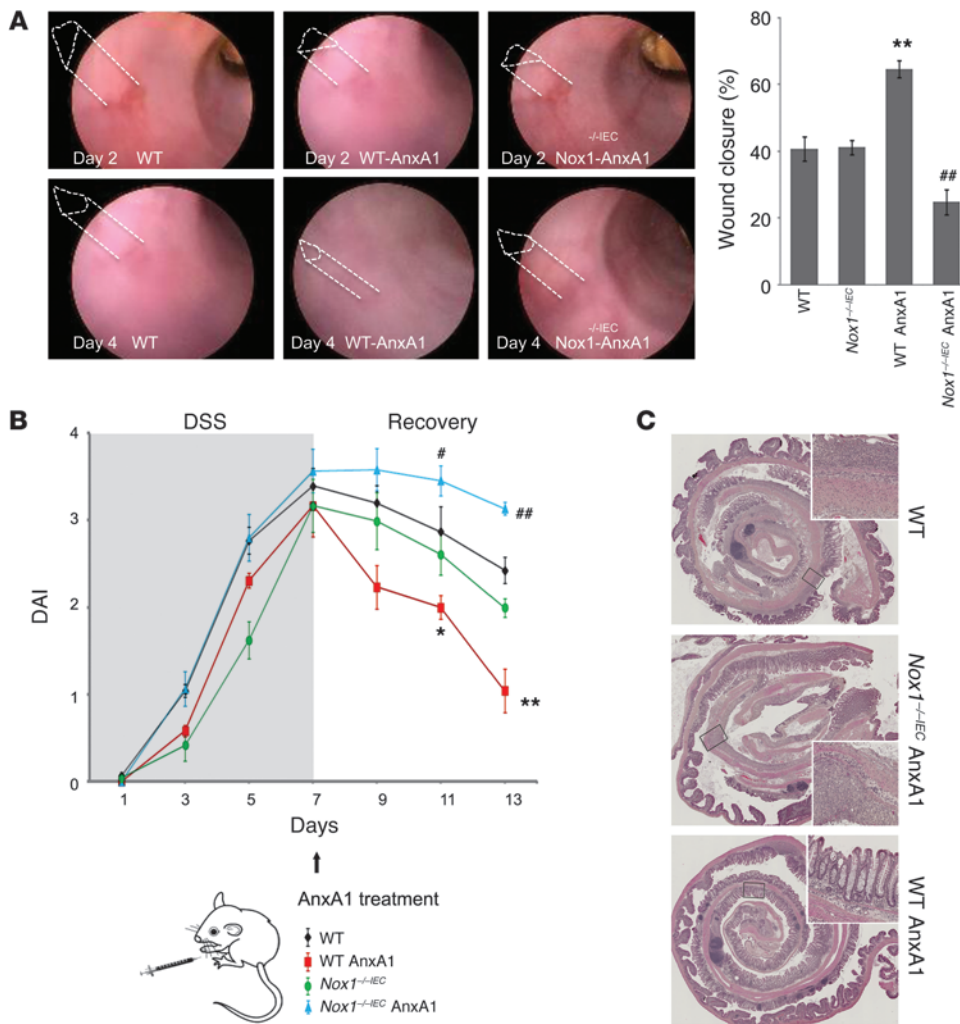 A
Day 2 WT
Day 2 WT-AnxA1
-/-IEC
Day 2 Nox1-AnxA1
Day 4 WT
Day 4 WT-AnxA1
-/-IEC
Day 4 Nox1-AnxA1
Wound closure (%)
80
60
40
20
0
**
##
WT
Nox1–/–IEC
WT AnxA1
Nox1–/–IEC AnxA1
B
DSS
Recovery
DAI
4
3
2
1
0
#
##
*
**
1 3 5 7 9 11 13
Days
AnxA1 treatment
WT
WT AnxA1
Nox1–/–IEC
Nox1–/–IEC AnxA1
C
WT
Nox1–/–IEC AnxA1
WT AnxA1